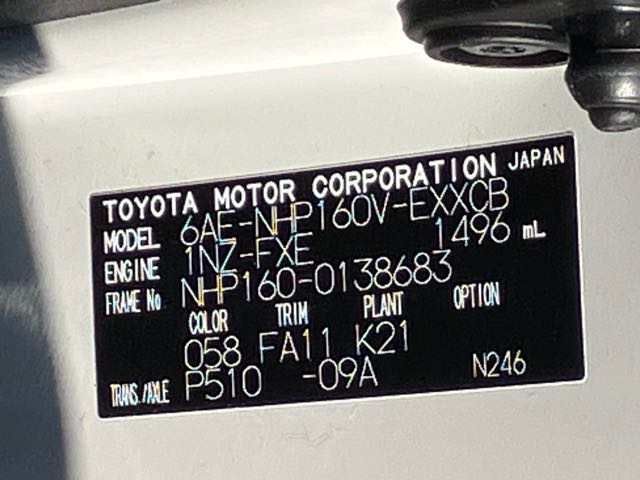 TOYOTA MOTOR CORPORATION JAPAN
MODEL 6AE-NHP160V-EXXCB
ENGINE 1NZ-FXE 1496 mL
FRAME No NHP160-0138683
COLOR TRIM PLANT OPTION
058 FA11 K21
TRANS./AXLE P510 -09A N246